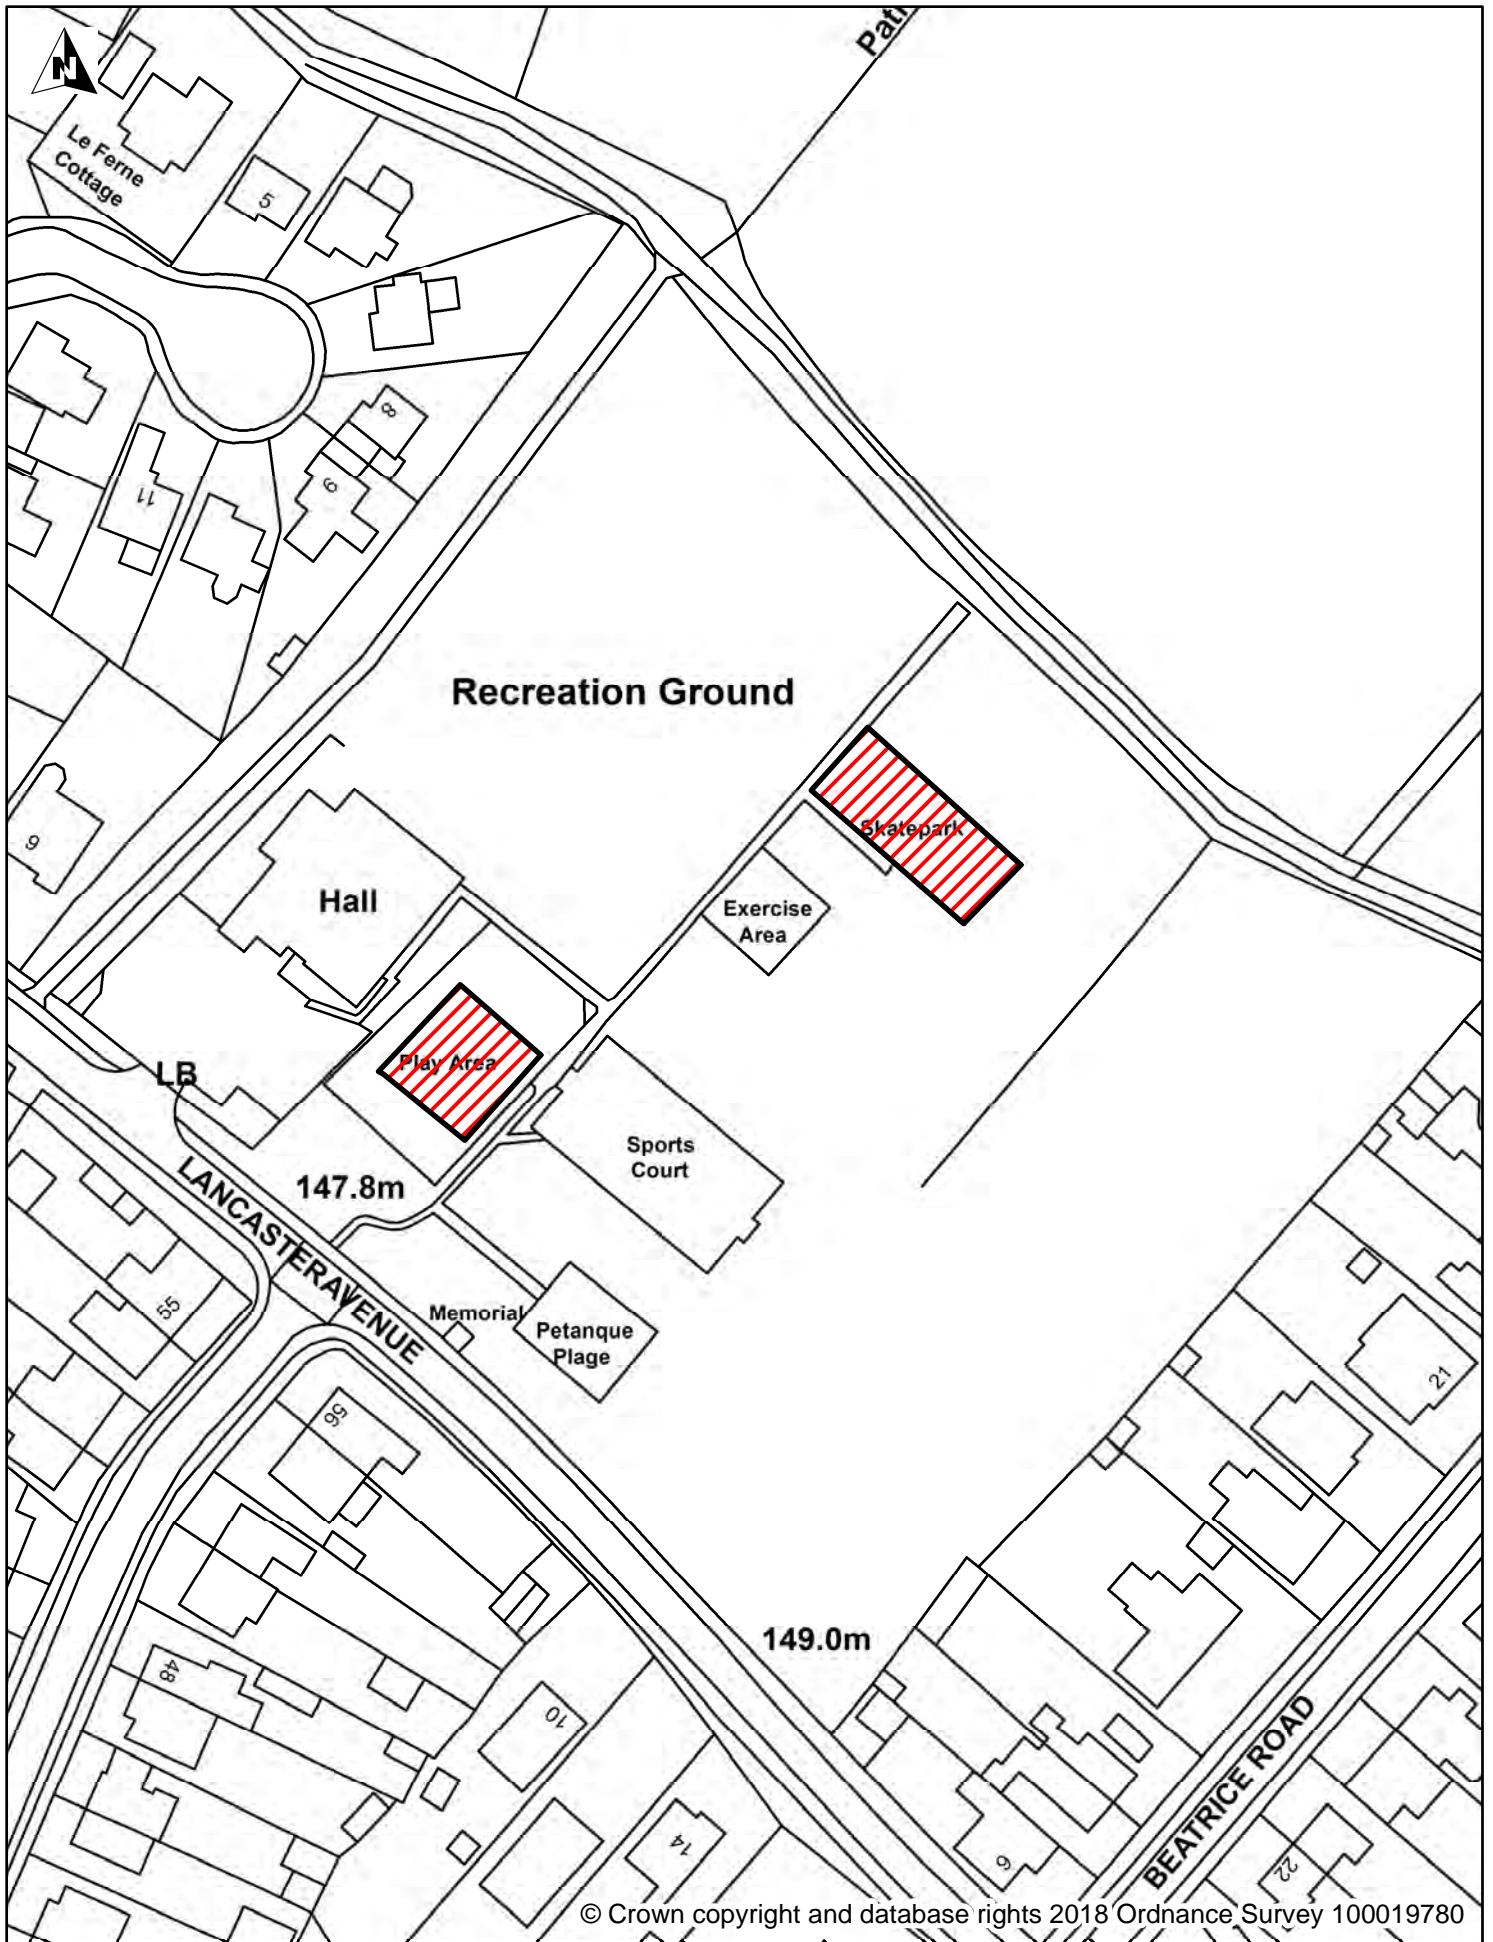 Path
N
Le Ferne
Cottage
5
8
9
11
Recreation Ground
Skatepark
9
Hall
Exercise
Area
Play Area
LB
Sports
Court
147.8m
LANCASTER AVENUE
55
Memorial
Petanque
Plage
21
56
149.0m
48
10
BEATRICE ROAD
14
6
22
© Crown copyright and database rights 2018 Ordnance Survey 100019780